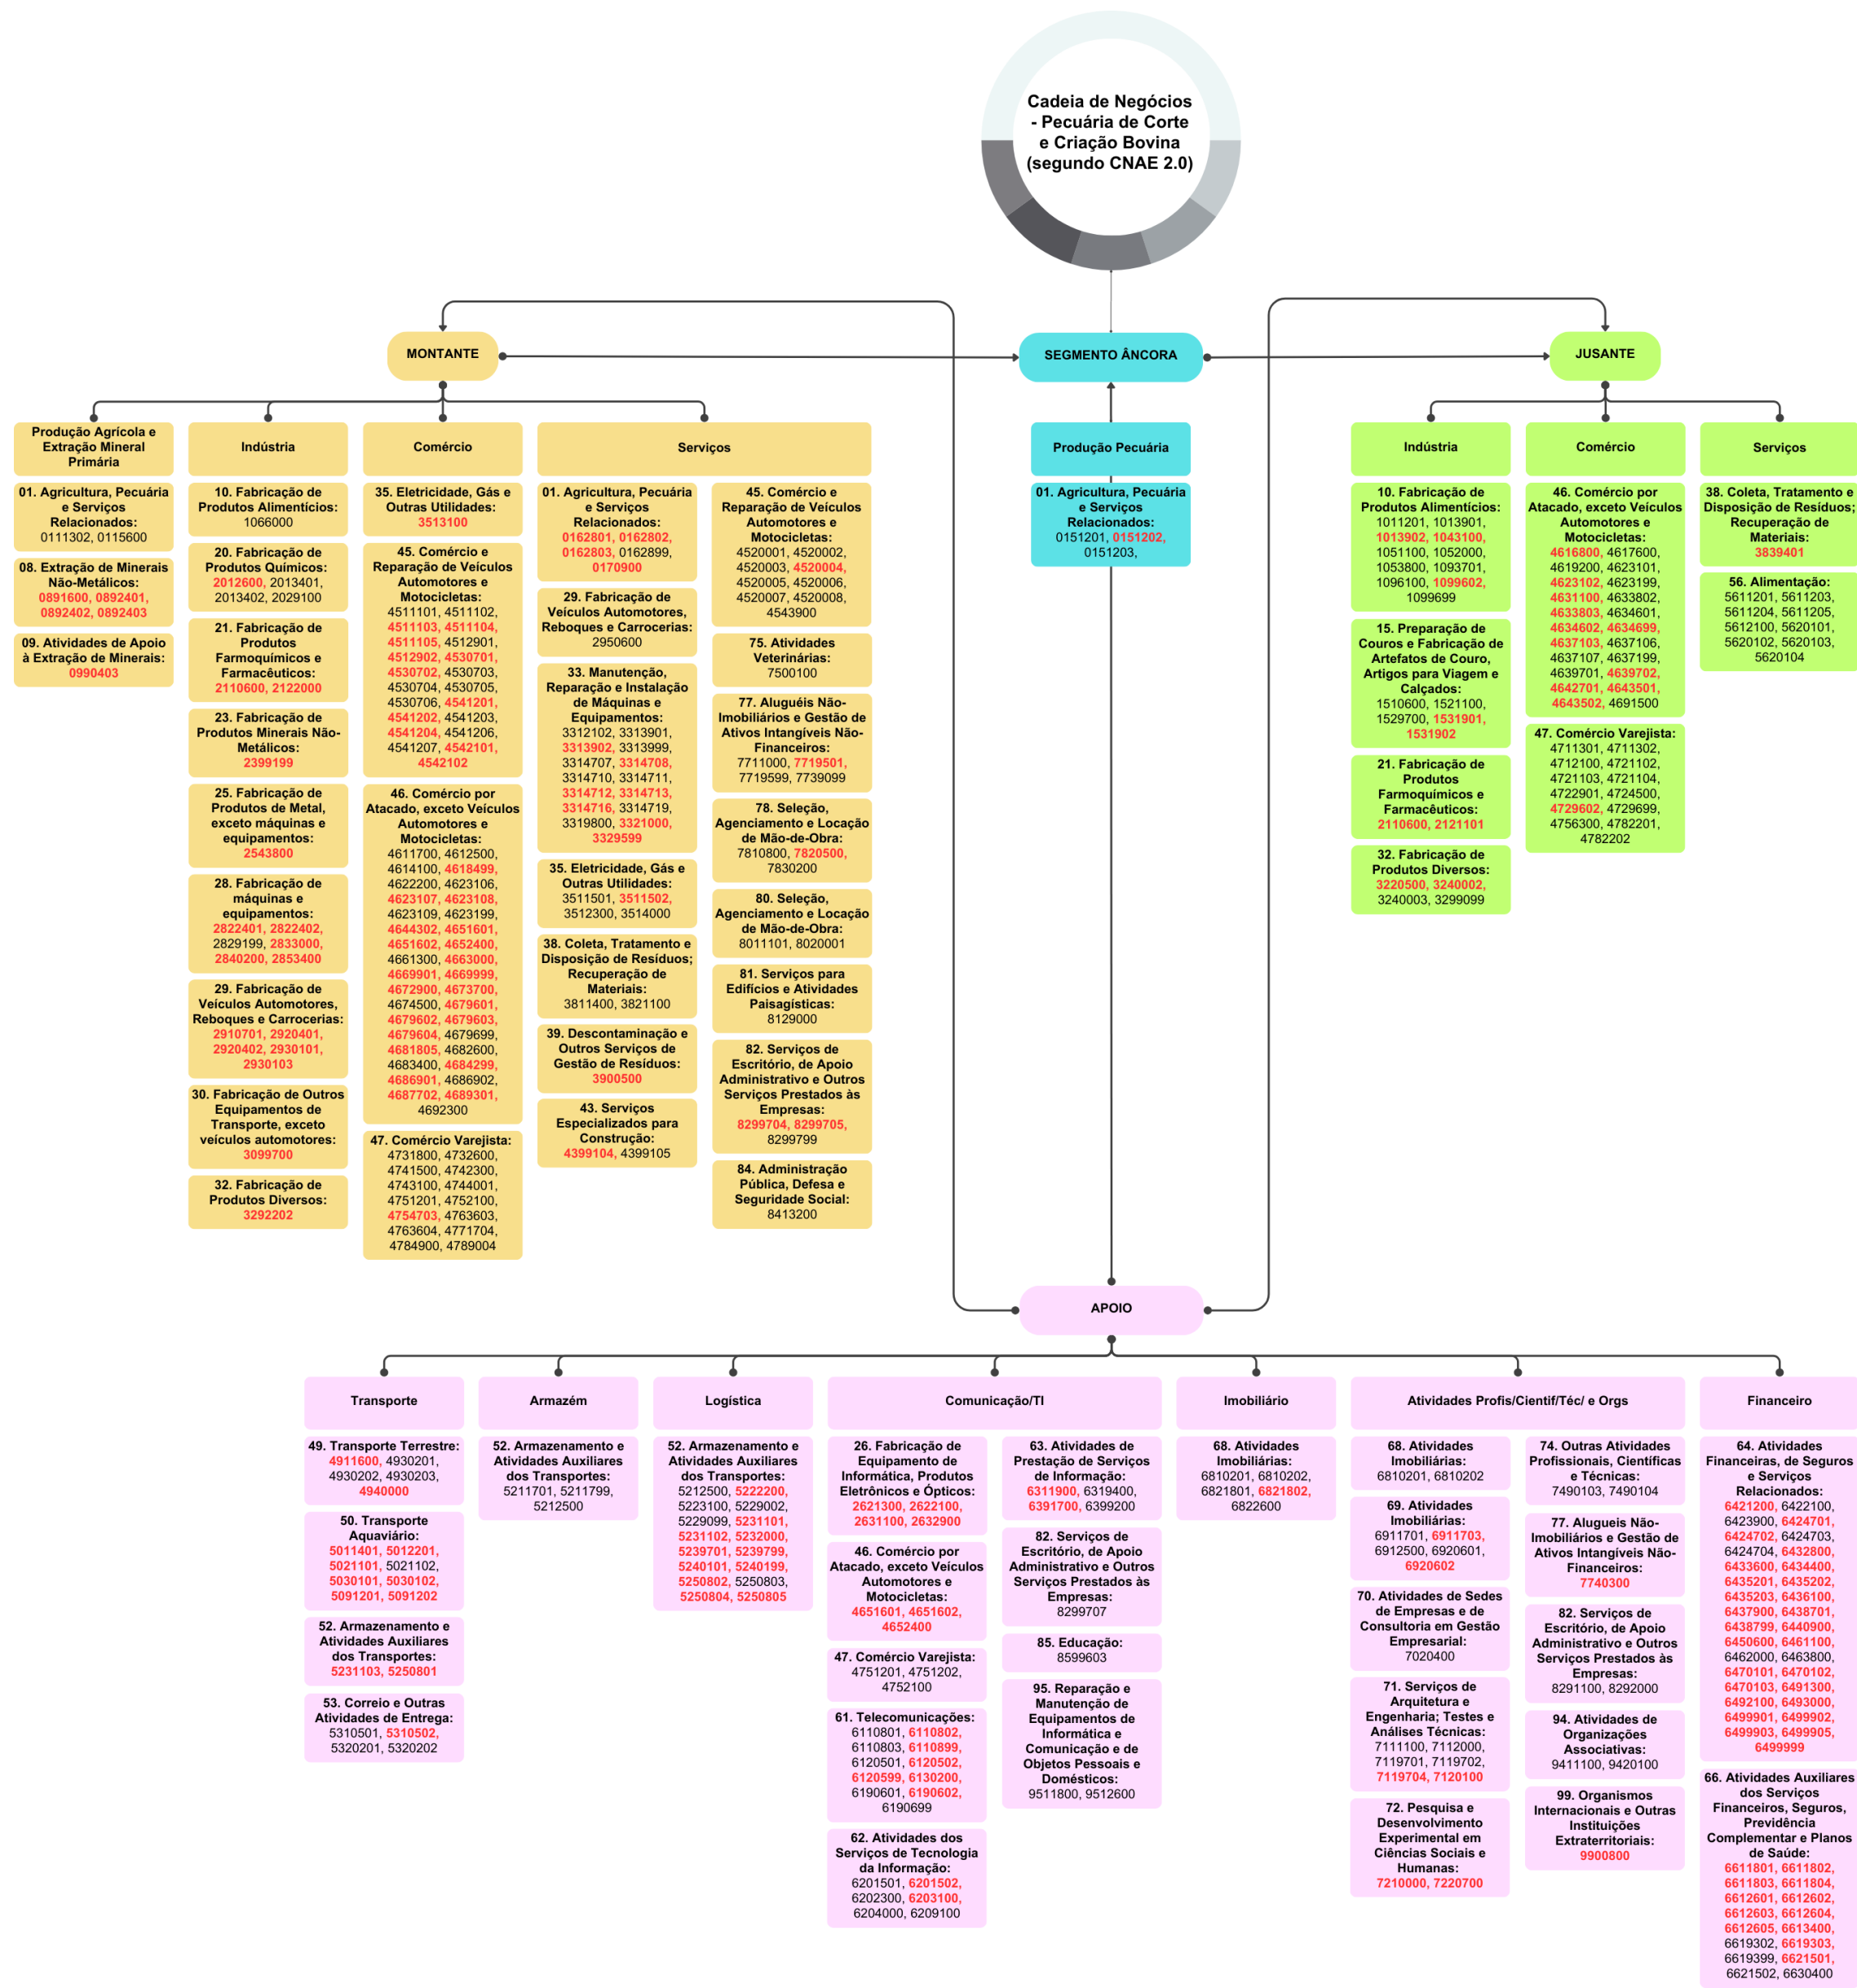 Cadeia de Negócios
- Pecuária de Corte
e Criação Bovina
(segundo CNAE 2.0)
MONTANTE
SEGMENTO ÂNCORA
JUSANTE
Produção Agrícola e
Extração Mineral
Primária
01. Agricultura, Pecuária
e Serviços
Relacionados:
0111302, 0115600
08. Extração de Minerais
Não-Metálicos:
0891600, 0892401,
0892402, 0892403
09. Atividades de Apoio
à Extração de Minerais:
0990403
Indústria
10. Fabricação de
Produtos Alimentícios:
1066000
20. Fabricação de
Produtos Químicos:
2012600, 2013401,
2013402, 2029100
21. Fabricação de
Produtos
Farmoquímicos e
Farmacêuticos:
2110600, 2122000
23. Fabricação de
Produtos Minerais Não-
Metálicos:
2399199
25. Fabricação de
Produtos de Metal,
exceto máquinas e
equipamentos:
2543800
28. Fabricação de
máquinas e
equipamentos:
2822401, 2822402,
2829199, 2833000,
2840200, 2853400
29. Fabricação de
Veículos Automotores,
Reboques e Carrocerias:
2910701, 2920401,
2920402, 2930101,
2930103
30. Fabricação de Outros
Equipamentos de
Transporte, exceto
veículos automotores:
3099700
32. Fabricação de
Produtos Diversos:
3292202
Comércio
35. Eletricidade, Gás e
Outras Utilidades:
3513100
45. Comércio e
Reparação de Veículos
Automotores e
Motocicletas:
4511101, 4511102,
4511103, 4511104,
4511105, 4512901,
4512902, 4530701,
4530702, 4530703,
4530704, 4530705,
4530706, 4541201,
4541202, 4541203,
4541204, 4541206,
4541207, 4542101,
4542102
46. Comércio por
Atacado, exceto Veículos
Automotores e
Motocicletas:
4611700, 4612500,
4614100, 4618499,
4622200, 4623106,
4623107, 4623108,
4623109, 4623199,
4644302, 4651601,
4651602, 4652400,
4661300, 4663000,
4669901, 4669999,
4672900, 4673700,
4674500, 4679601,
4679602, 4679603,
4679604, 4679699,
4681805, 4682600,
4683400, 4684299,
4686901, 4686902,
4687702, 4689301,
4692300
47. Comércio Varejista:
4731800, 4732600,
4741500, 4742300,
4743100, 4744001,
4751201, 4752100,
4754703, 4763603,
4763604, 4771704,
4784900, 4789004
Serviços
01. Agricultura, Pecuária
e Serviços
Relacionados:
0162801, 0162802,
0162803, 0162899,
0170900
29. Fabricação de
Veículos Automotores,
Reboques e Carrocerias:
2950600
33. Manutenção,
Reparação e Instalação
de Máquinas e
Equipamentos:
3312102, 3313901,
3313902, 3313999,
3314707, 3314708,
3314710, 3314711,
3314712, 3314713,
3314716, 3314719,
3319800, 3321000,
3329599
35. Eletricidade, Gás e
Outras Utilidades:
3511501, 3511502,
3512300, 3514000
38. Coleta, Tratamento e
Disposição de Resíduos;
Recuperação de
Materiais:
3811400, 3821100
39. Descontaminação e
Outros Serviços de
Gestão de Resíduos:
3900500
43. Serviços
Especializados para
Construção:
4399104, 4399105
45. Comércio e
Reparação de Veículos
Automotores e
Motocicletas:
4520001, 4520002,
4520003, 4520004,
4520005, 4520006,
4520007, 4520008,
4543900
75. Atividades
Veterinárias:
7500100
77. Aluguéis Não-
Imobiliários e Gestão de
Ativos Intangíveis Não-
Financeiros:
7711000, 7719501,
7719599, 7739099
78. Seleção,
Agenciamento e Locação
de Mão-de-Obra:
7810800, 7820500,
7830200
80. Seleção,
Agenciamento e Locação
de Mão-de-Obra:
8011101, 8020001
81. Serviços para
Edifícios e Atividades
Paisagísticas:
8129000
82. Serviços de
Escritório, de Apoio
Administrativo e Outros
Serviços Prestados às
Empresas:
8299704, 8299705,
8299799
84. Administração
Pública, Defesa e
Seguridade Social:
8413200
Produção Pecuária
01. Agricultura, Pecuária
e Serviços
Relacionados:
0151201, 0151202,
0151203,
Indústria
10. Fabricação de
Produtos Alimentícios:
1011201, 1013901,
1013902, 1043100,
1051100, 1052000,
1053800, 1093701,
1096100, 1099602,
1099699
15. Preparação de
Couros e Fabricação de
Artefatos de Couro,
Artigos para Viagem e
Calçados:
1510600, 1521100,
1529700, 1531901,
1531902
21. Fabricação de
Produtos
Farmoquímicos e
Farmacêuticos:
2110600, 2121101
32. Fabricação de
Produtos Diversos:
3220500, 3240002,
3240003, 3299099
Comércio
46. Comércio por
Atacado, exceto Veículos
Automotores e
Motocicletas:
4616800, 4617600,
4619200, 4623101,
4623102, 4623199,
4631100, 4633802,
4633803, 4634601,
4634602, 4634699,
4637103, 4637106,
4637107, 4637199,
4639701, 4639702,
4642701, 4643501,
4643502, 4691500
47. Comércio Varejista:
4711301, 4711302,
4712100, 4721102,
4721103, 4721104,
4722901, 4724500,
4729602, 4729699,
4756300, 4782201,
4782202
Serviços
38. Coleta, Tratamento e
Disposição de Resíduos;
Recuperação de
Materiais:
3839401
56. Alimentação:
5611201, 5611203,
5611204, 5611205,
5612100, 5620101,
5620102, 5620103,
5620104
APOIO
Transporte
49. Transporte Terrestre:
4911600, 4930201,
4930202, 4930203,
4940000
50. Transporte
Aquaviário:
5011401, 5012201,
5021101, 5021102,
5030101, 5030102,
5091201, 5091202
52. Armazenamento e
Atividades Auxiliares
dos Transportes:
5231103, 5250801
53. Correio e Outras
Atividades de Entrega:
5310501, 5310502,
5320201, 5320202
Armazém
52. Armazenamento e
Atividades Auxiliares
dos Transportes:
5211701, 5211799,
5212500
Logística
52. Armazenamento e
Atividades Auxiliares
dos Transportes:
5212500, 5222200,
5223100, 5229002,
5229099, 5231101,
5231102, 5232000,
5239701, 5239799,
5240101, 5240199,
5250802, 5250803,
5250804, 5250805
Comunicação/TI
26. Fabricação de
Equipamento de
Informática, Produtos
Eletrônicos e Ópticos:
2621300, 2622100,
2631100, 2632900
46. Comércio por
Atacado, exceto Veículos
Automotores e
Motocicletas:
4651601, 4651602,
4652400
47. Comércio Varejista:
4751201, 4751202,
4752100
61. Telecomunicações:
6110801, 6110802,
6110803, 6110899,
6120501, 6120502,
6120599, 6130200,
6190601, 6190602,
6190699
62. Atividades dos
Serviços de Tecnologia
da Informação:
6201501, 6201502,
6202300, 6203100,
6204000, 6209100
63. Atividades de
Prestação de Serviços
de Informação:
6311900, 6319400,
6391700, 6399200
82. Serviços de
Escritório, de Apoio
Administrativo e Outros
Serviços Prestados às
Empresas:
8299707
85. Educação:
8599603
95. Reparação e
Manutenção de
Equipamentos de
Informática e
Comunicação e de
Objetos Pessoais e
Domésticos:
9511800, 9512600
Imobiliário
68. Atividades
Imobiliárias:
6810201, 6810202,
6821801, 6821802,
6822600
Atividades Profis/Cientif/Téc/ e Orgs
68. Atividades
Imobiliárias:
6810201, 6810202
69. Atividades
Imobiliárias:
6911701, 6911703,
6912500, 6920601,
6920602
70. Atividades de Sedes
de Empresas e de
Consultoria em Gestão
Empresarial:
7020400
71. Serviços de
Arquitetura e
Engenharia; Testes e
Análises Técnicas:
7111100, 7112000,
7119701, 7119702,
7119704, 7120100
72. Pesquisa e
Desenvolvimento
Experimental em
Ciências Sociais e
Humanas:
7210000, 7220700
74. Outras Atividades
Profissionais, Científicas
e Técnicas:
7490103, 7490104
77. Alugueis Não-
Imobiliários e Gestão de
Ativos Intangíveis Não-
Financeiros:
7740300
82. Serviços de
Escritório, de Apoio
Administrativo e Outros
Serviços Prestados às
Empresas:
8291100, 8292000
94. Atividades de
Organizações
Associativas:
9411100, 9420100
99. Organismos
Internacionais e Outras
Instituições
Extraterritoriais:
9900800
Financeiro
64. Atividades
Financeiras, de Seguros
e Serviços
Relacionados:
6421200, 6422100,
6423900, 6424701,
6424702, 6424703,
6424704, 6432800,
6433600, 6434400,
6435201, 6435202,
6435203, 6436100,
6437900, 6438701,
6438799, 6440900,
6450600, 6461100,
6462000, 6463800,
6470101, 6470102,
6470103, 6491300,
6492100, 6493000,
6499901, 6499902,
6499903, 6499905,
6499999
66. Atividades Auxiliares
dos Serviços
Financeiros, Seguros,
Previdência
Complementar e Planos
de Saúde:
6611801, 6611802,
6611803, 6611804,
6612601, 6612602,
6612603, 6612604,
6612605, 6613400,
6619302, 6619303,
6619399, 6621501,
6621502, 6630400